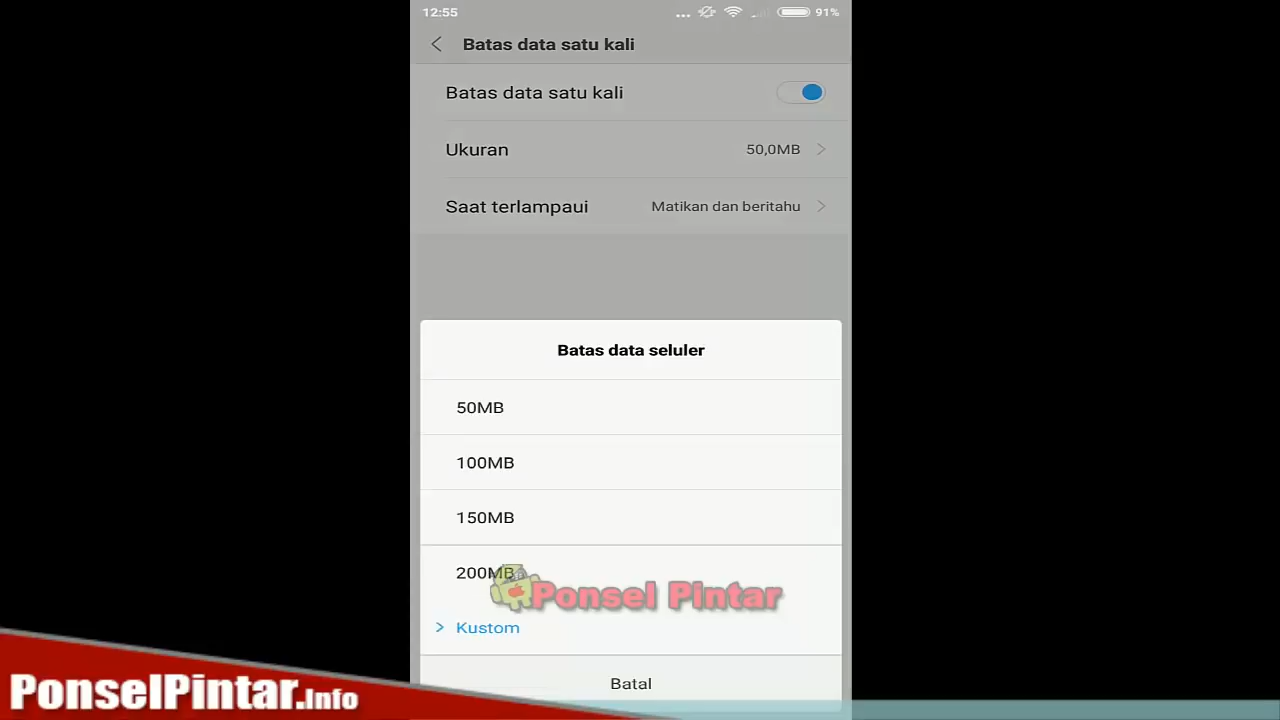 12:55
91%
Batas data satu kali
Batas data satu kali
Ukuran 50,0MB
Saat terlampaui Matikan dan beritahu
Batas data seluler
50MB
100MB
150MB
200MB
Ponsel Pintar
> Kustom
Batal
PonselPintar.Info